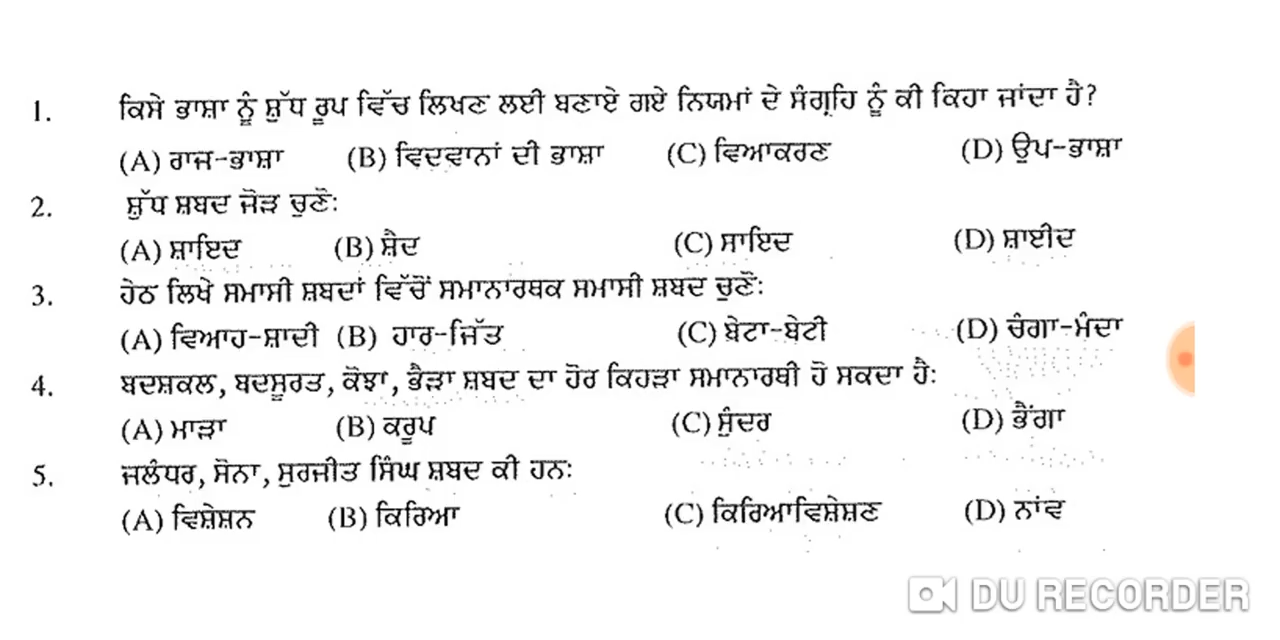 1. ਕਿਸੇ ਭਾਸ਼ਾ ਨੂੰ ਸ਼ੁੱਧ ਰੂਪ ਵਿੱਚ ਲਿਖਣ ਲਈ ਬਣਾਏ ਗਏ ਨਿਯਮਾਂ ਦੇ ਸੰਗ੍ਰਹਿ ਨੂੰ ਕੀ ਕਿਹਾ ਜਾਂਦਾ ਹੈ?
(A) ਰਾਜ-ਭਾਸ਼ਾ (B) ਵਿਦਵਾਨਾਂ ਦੀ ਭਾਸ਼ਾ (C) ਵਿਆਕਰਣ (D) ਉਪ-ਭਾਸ਼ਾ
2. ਸ਼ੁੱਧ ਸ਼ਬਦ ਜੋੜ ਚੁਣੋ:
(A) ਸ਼ਾਇਦ (B) ਸ਼ੈਦ (C) ਸਾਇਦ (D) ਸ਼ਾਈਦ
3. ਹੇਠ ਲਿਖੇ ਸਮਾਸੀ ਸ਼ਬਦਾਂ ਵਿੱਚੋਂ ਸਮਾਨਾਰਥਕ ਸਮਾਸੀ ਸ਼ਬਦ ਚੁਣੋ:
(A) ਵਿਆਹ-ਸ਼ਾਦੀ (B) ਹਾਰ-ਜਿੱਤ (C) ਬੇਟਾ-ਬੇਟੀ (D) ਚੰਗਾ-ਮੰਦਾ
4. ਬਦਸ਼ਕਲ, ਬਦਸੂਰਤ, ਕੋਝਾ, ਭੈੜਾ ਸ਼ਬਦ ਦਾ ਹੋਰ ਕਿਹੜਾ ਸਮਾਨਾਰਥੀ ਹੋ ਸਕਦਾ ਹੈ:
(A) ਮਾੜਾ (B) ਕਰੂਪ (C) ਸੁੰਦਰ (D) ਭੈਂਗਾ
5. ਜਲੰਧਰ, ਸੋਨਾ, ਸੁਰਜੀਤ ਸਿੰਘ ਸ਼ਬਦ ਕੀ ਹਨ:
(A) ਵਿਸ਼ੇਸ਼ਨ (B) ਕਿਰਿਆ (C) ਕਿਰਿਆਵਿਸ਼ੇਸ਼ਣ (D) ਨਾਂਵ
DU RECORDER